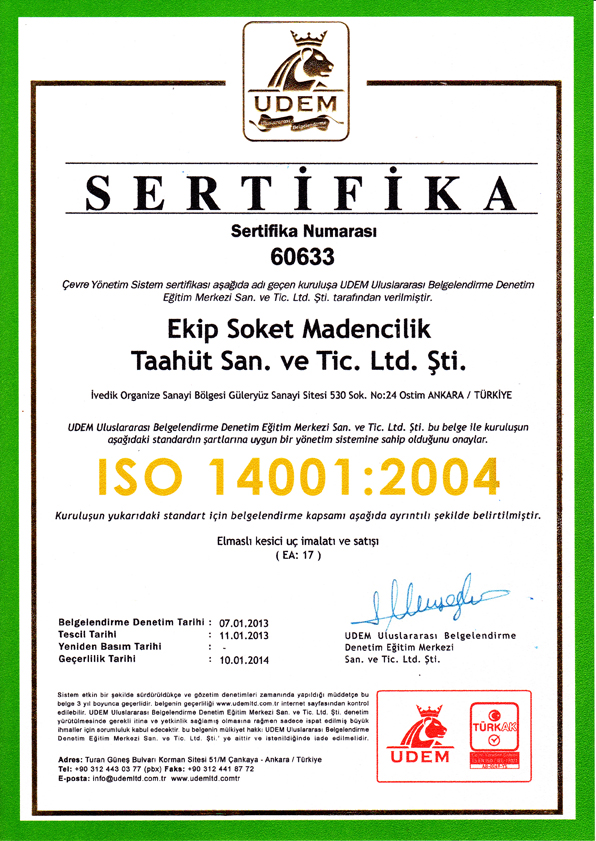 UDEM
Uluslararası Belgelendirme
SERTİFİKA
Sertifika Numarası
60633
Çevre Yönetim Sistem sertifikası aşağıda adı geçen kuruluşa UDEM Uluslararası Belgelendirme Denetim
Eğitim Merkezi San. ve Tic. Ltd. Şti. tarafından verilmiştir.
Ekip Soket Madencilik
Taahüt San. ve Tic. Ltd. Şti.
İvedik Organize Sanayi Bölgesi Güleryüz Sanayi Sitesi 530 Sok. No:24 Ostim ANKARA / TÜRKİYE
UDEM Uluslararası Belgelendirme Denetim Eğitim Merkezi San. ve Tic. Ltd. Şti. bu belge ile kuruluşun
aşağıdaki standardın şartlarına uygun bir yönetim sistemine sahip olduğunu onaylar.
ISO 14001:2004
Kuruluşun yukarıdaki standart için belgelendirme kapsamı aşağıda ayrıntılı şekilde belirtilmiştir.
Elmaslı kesici uç imalatı ve satışı
( EA: 17 )
Belgelendirme Denetim Tarihi : 07.01.2013
Tescil Tarihi : 11.01.2013
Yeniden Basım Tarihi : -
Geçerlilik Tarihi : 10.01.2014
UDEM Uluslararası Belgelendirme
Denetim Eğitim Merkezi
San. ve Tic. Ltd. Şti.
Sistem etkin bir şekilde sürdürüldükçe ve gözetim denetimleri zamanında yapıldığı müddetçe bu
belge 3 yıl boyunca geçerlidir. belgenin geçerliliği www.udemltd.com.tr internet sayfasından kontrol
edilebilir. UDEM Uluslararası Belgelendirme Denetim Eğitim Merkezi San. ve Tic. Ltd. Şti. denetim
yürütülmesinde gerekli itina ve yetkinlik sağlamış olmasına rağmen sadece ispat edilmiş büyük
ihmaller için sorumluluk kabul edecektir. bu belgenin mülkiyet hakkı UDEM Uluslararası Belgelendirme
Denetim Eğitim Merkezi San. ve Tic. Ltd. Şti.' ye aittir ve istenildiğinde iade edilmelidir.
Adres: Turan Güneş Bulvarı Korman Sitesi 51/M Çankaya - Ankara / Türkiye
Tel: +90 312 443 03 77 (pbx) Faks: +90 312 441 87 72
E-posta: info@udemltd.com.tr www.udemltd.comtr
UDEM
TÜRKAK